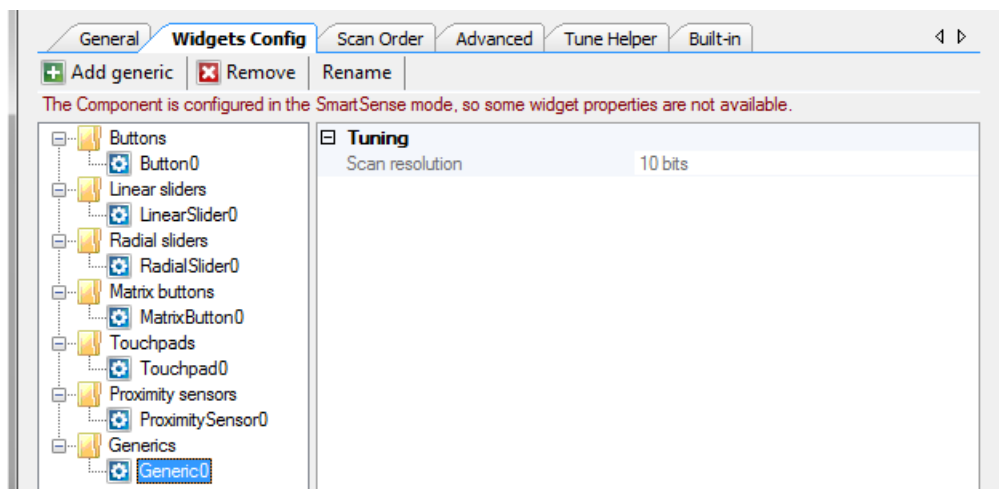 General Widgets Config Scan Order Advanced Tune Helper Built-in
Add generic Remove Rename
The Component is configured in the SmartSense mode, so some widget properties are not available.
Buttons
Button0
Linear sliders
LinearSlider0
Radial sliders
RadialSlider0
Matrix buttons
MatrixButton0
Touchpads
Touchpad0
Proximity sensors
ProximitySensor0
Generics
Generic0
Tuning
Scan resolution 10 bits